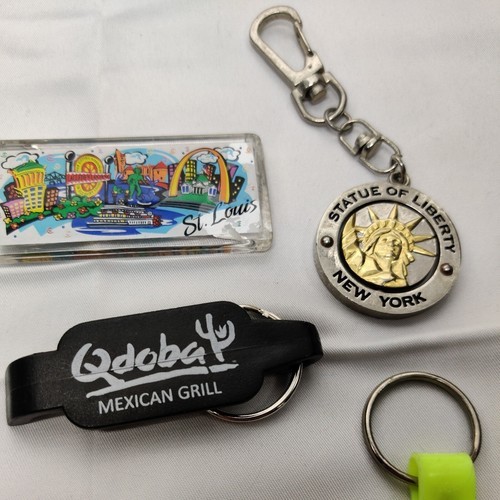 St. Louis
STATUE OF LIBERTY
NEW YORK
Qdoba
MEXICAN GRILL